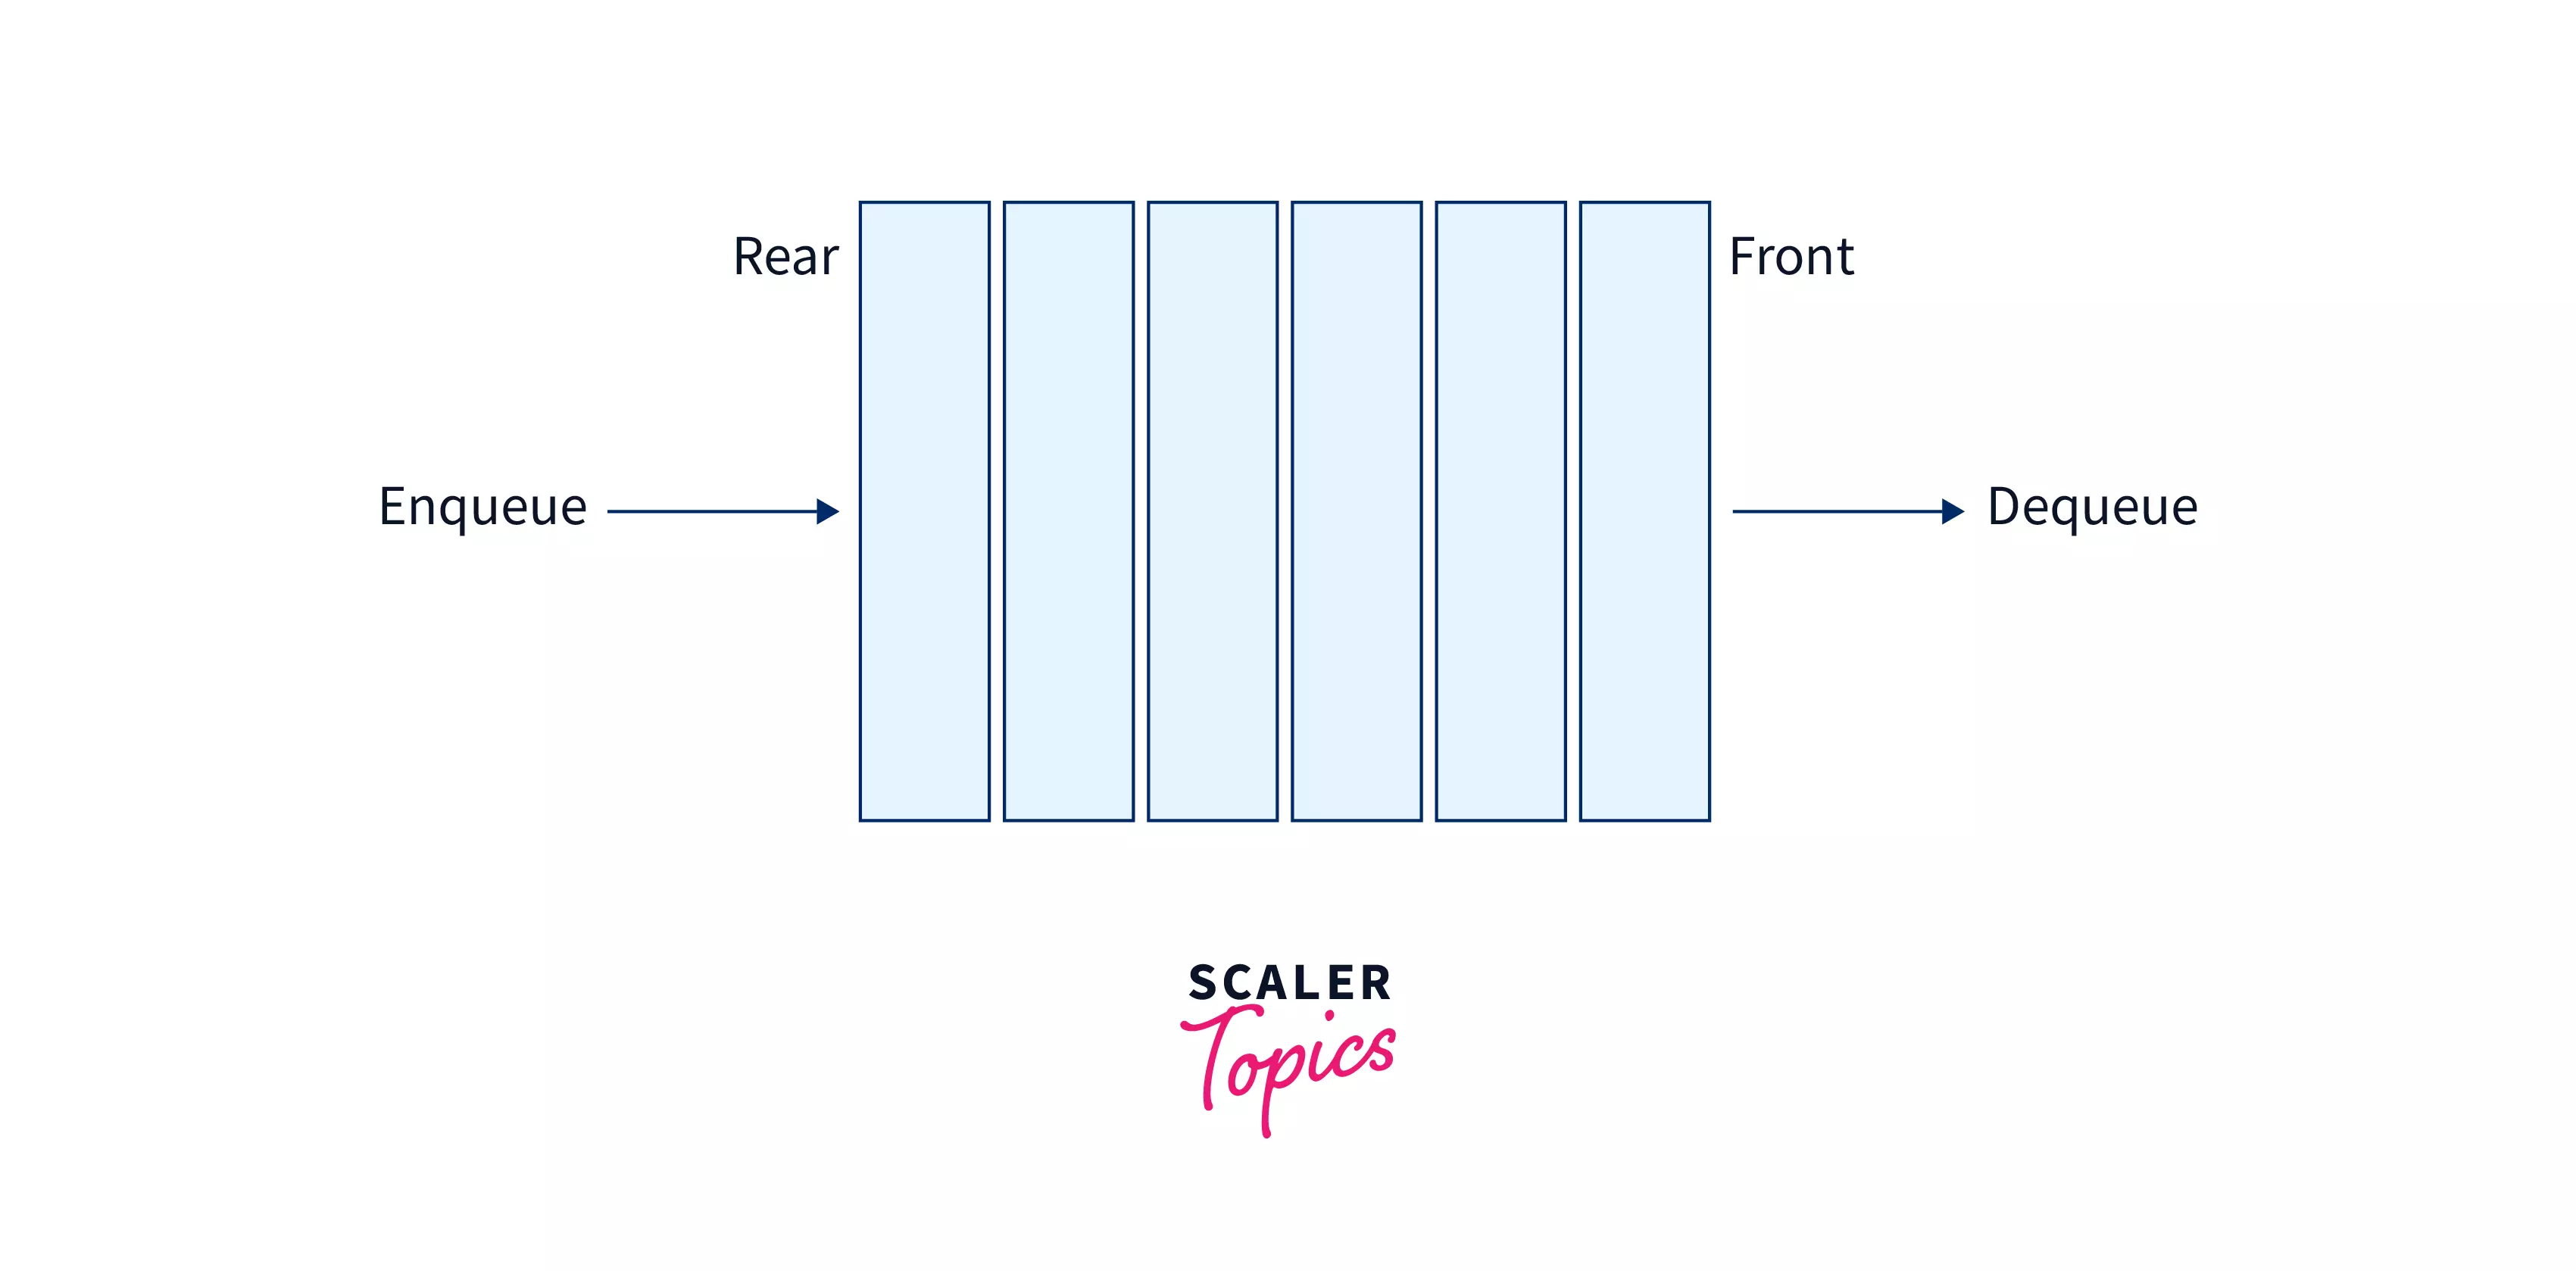 Rear
Front
Enqueue
Dequeue
SCALER
Topics